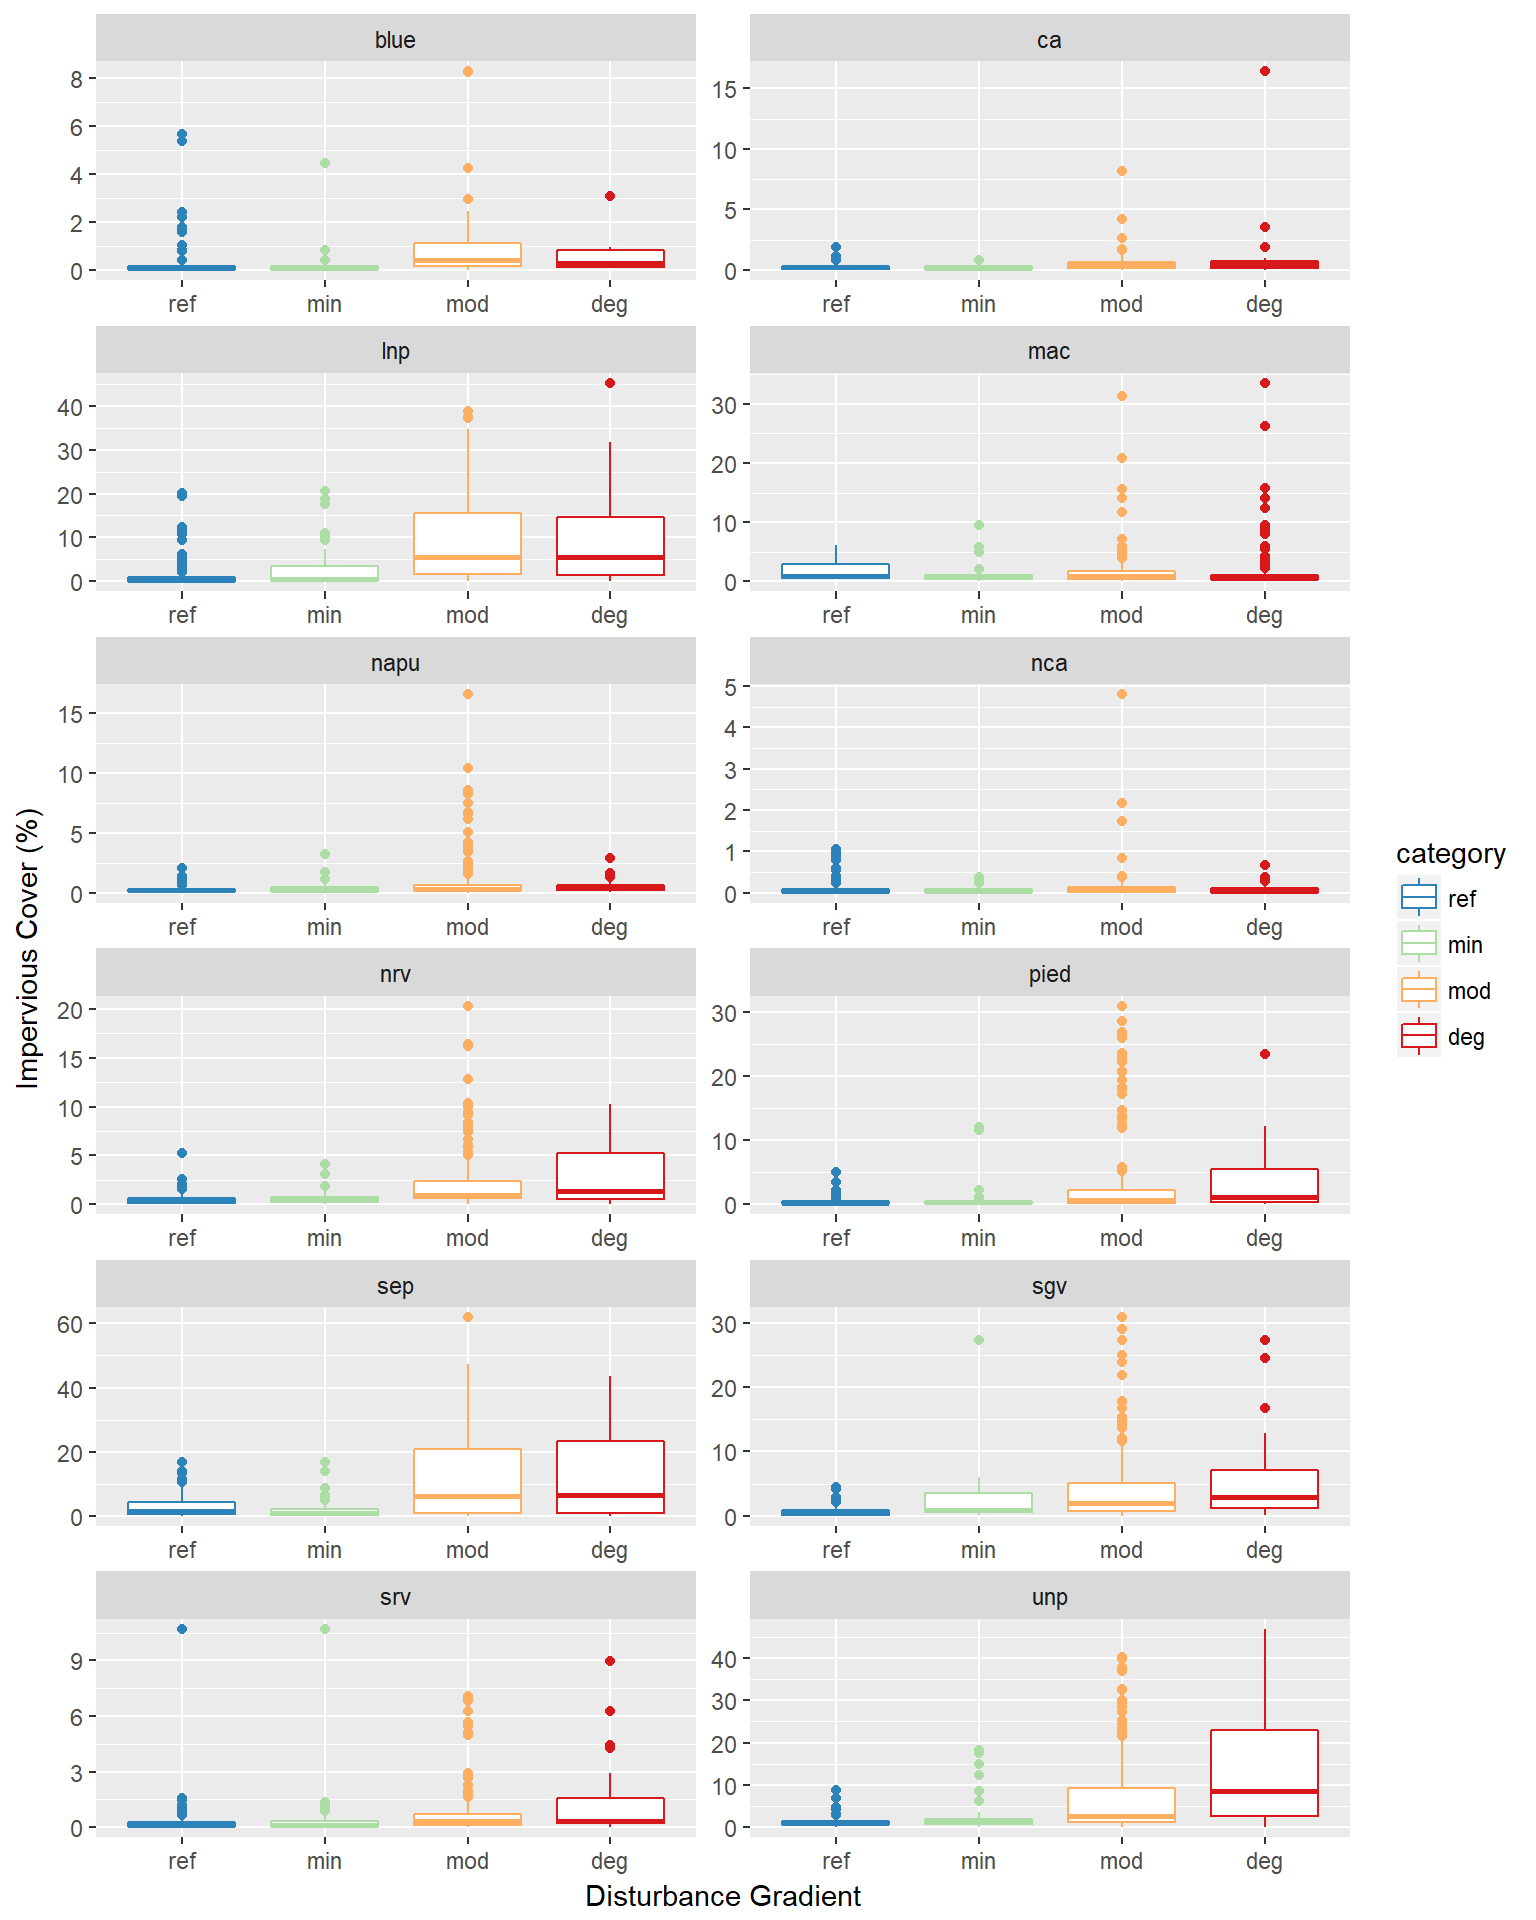 blue
8
6
4
2
0
ref min mod deg
ca
15
10
5
0
ref min mod deg
lnp
40
30
20
10
0
ref min mod deg
mac
30
20
10
0
ref min mod deg
napu
15
10
5
0
ref min mod deg
nca
5
4
3
2
1
0
ref min mod deg
nrv
20
15
10
5
0
ref min mod deg
pied
30
20
10
0
ref min mod deg
sep
60
40
20
0
ref min mod deg
sgv
30
20
10
0
ref min mod deg
srv
9
6
3
0
ref min mod deg
unp
40
30
20
10
0
ref min mod deg
Impervious Cover (%)
Disturbance Gradient
category
ref
min
mod
deg